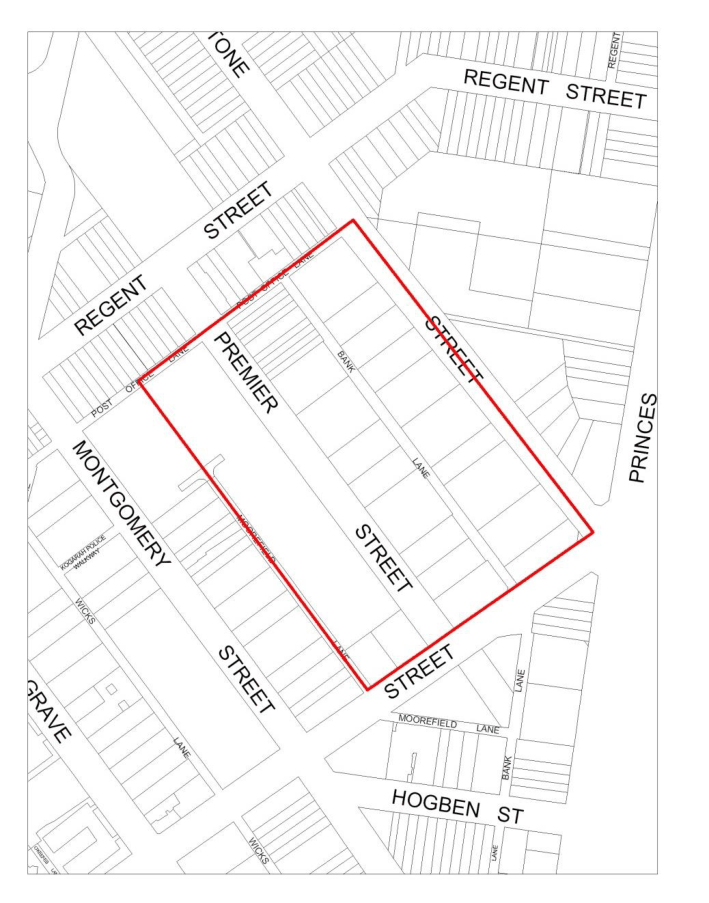 TONE
REGENT
REGENT STREET
REGENT STREET
POST OFFICE LANE
POST OFFICE LANE
PREMIER STREET
BANK LANE
STREET
PRINCES
MONTGOMERY STREET
MOOREFIELD LANE
KOGARAH POLICE
WALKWAY
WICKS LANE
GRAVE
STREET
MOOREFIELD LANE
BANK LANE
HOGBEN ST
WICKS
LANE